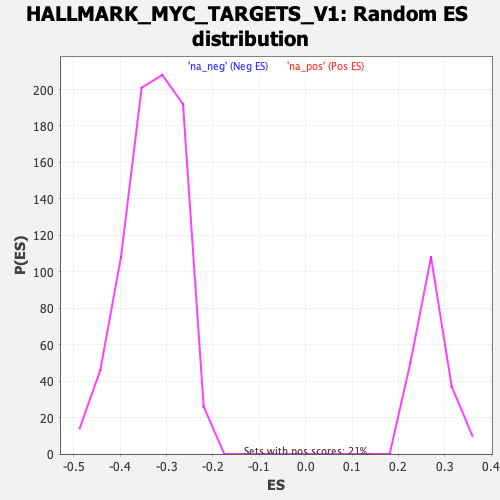 HALLMARK_MYC_TARGETS_V1: Random ES
distribution
'na_neg' (Neg ES) 'na_pos' (Pos ES)
P(ES)
200
180
160
140
120
100
80
60
40
20
0
Sets with pos scores: 21%
-0.5 -0.4 -0.3 -0.2 -0.1 0.0 0.1 0.2 0.3 0.4
ES